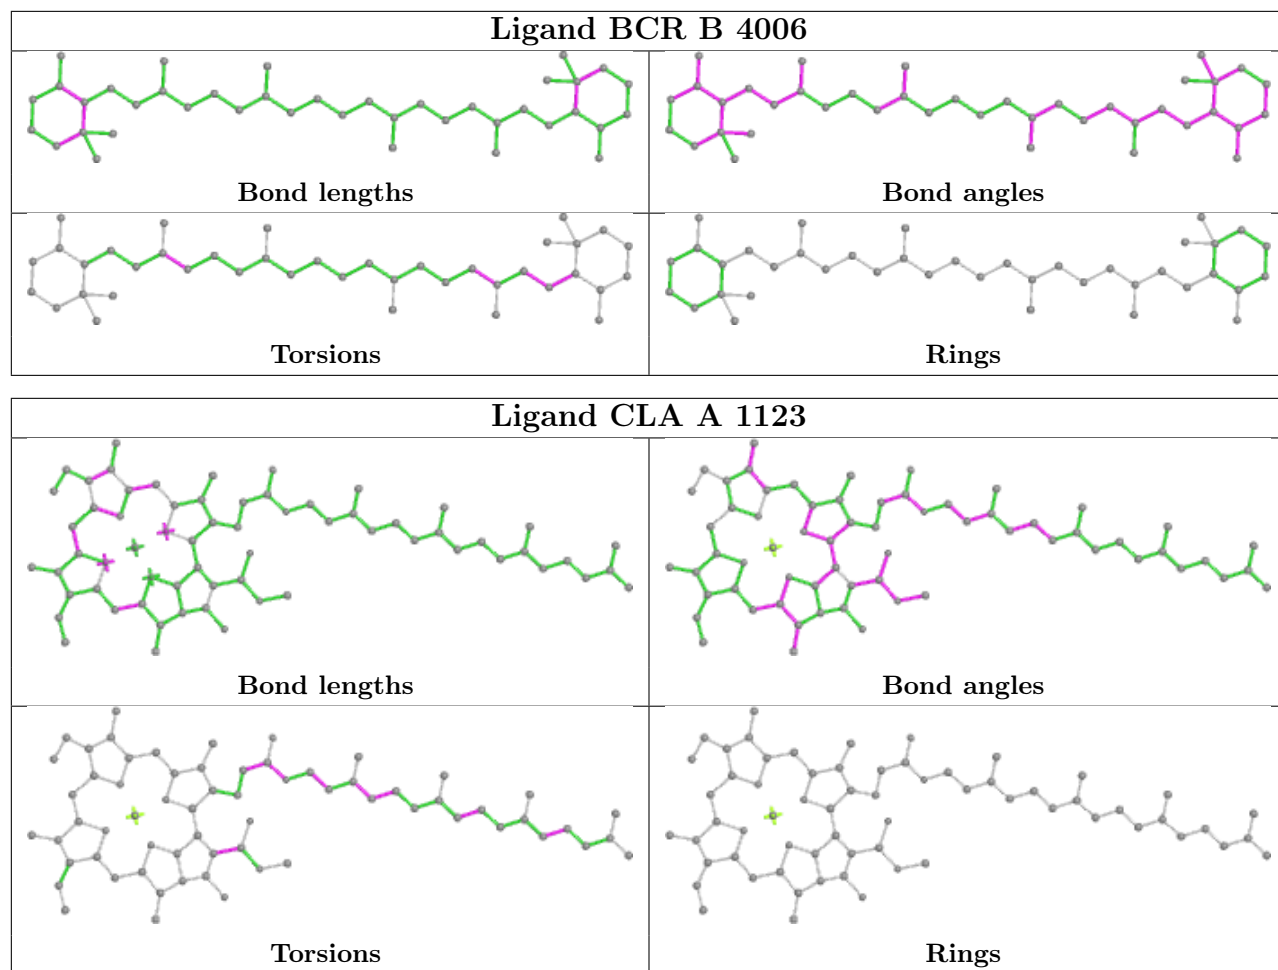 Ligand BCR B 4006
Bond lengths
Bond angles
Torsions
Rings
Ligand CLA A 1123
Bond lengths
Bond angles
Torsions
Rings